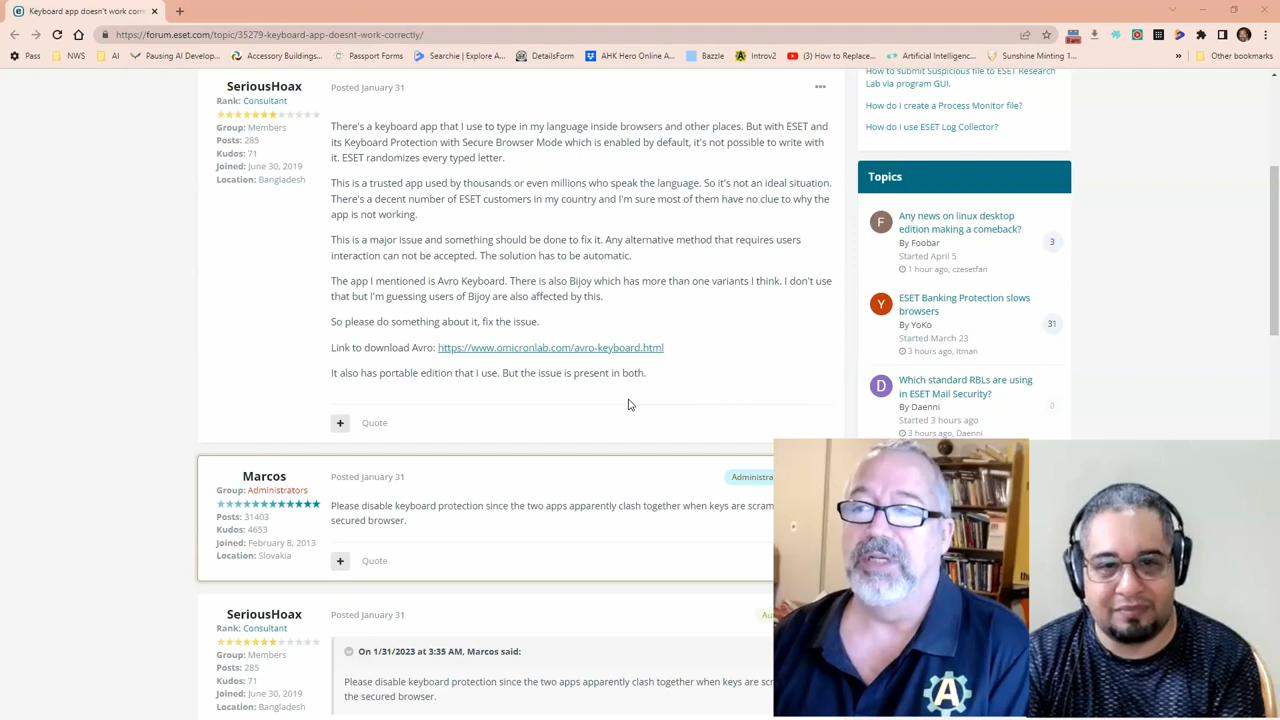 Keyboard app doesn't work corr
https://forum.eset.com/topic/35279-keyboard-app-doesnt-work-correctly/
Pass
NWS
AI
Pausing AI Develop...
Accessory Buildings...
Current Forms
Searchie | Explore A...
DetailsForm
AHK Hero! Online A...
Bazzle
Introv2
(3) How to Replace...
Artificial Intelligenc...
Sunshine Minting 1...
»
Other bookmarks
SeriousHoax
Rank: Consultant
Group: Members
Posts: 285
Kudos: 71
Joined: June 30, 2019
Location: Bangladesh
Posted January 31
There's a keyboard app that I use to type in my language inside browsers and other places. But with ESET and
its Keyboard Protection with Secure Browser Mode which is enabled by default, it's not possible to write with
it. ESET randomizes every typed letter.
This is a trusted app used by thousands or even millions who speak the language. So it's not an ideal situation.
There's decent number of ESET customers in my country and I'm sure most of them have no clue to why the
app is not working.
This is a major issue and something should be done to fix it. Any alternative method that requires users
interaction can not be accepted. The solution has to be automatic.
The app I mentioned is Avro Keyboard. There is also Bijoy which has more than one variants I think. I don't use
that but I'm guessing users of Bijoy are also affected by this.
So please do something about it, fix the issue.
Link to download Avro: https://www.omicronlab.com/avro-keyboard.html
It also has portable edition that I use. But the issue is present in both.
+ Quote
Marcos
Group: Administrators
Posts: 31403
Kudos: 4653
Joined: February 8, 2013
Location: Slovakia
Posted January 31
Administra
Please disable keyboard protection since the two apps apparently clash together when keys are scram
secured browser.
+ Quote
SeriousHoax
Rank: Consultant
Group: Members
Posts: 285
Kudos: 71
Joined: June 30, 2019
Location: Bangladesh
Posted January 31
Au
On 1/31/2023 at 3:35 AM, Marcos said:
Please disable keyboard protection since the two apps apparently clash together when keys are scra
the secured browser.
How to submit Suspicious file to ESET Research
Lab via program GUI.
How do I create a Process Monitor file?
How do I use ESET Log Collector?
Topics
F
Any news on linux desktop
edition making a comeback?
By Foobar
Started April 5
1 hour ago, czesetfan
3
Y
ESET Banking Protection slows
browsers
By YoKo
Started March 23
3 hours ago, itman
31
D
Which standard RBLs are using
in ESET Mail Security?
By Daenni
Started 3 hours ago
3 hours ago, Daenni
0
A